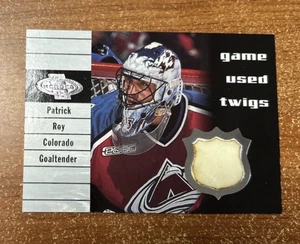 Patrick
Roy
Colorado
Goaltender
game
used
twigs